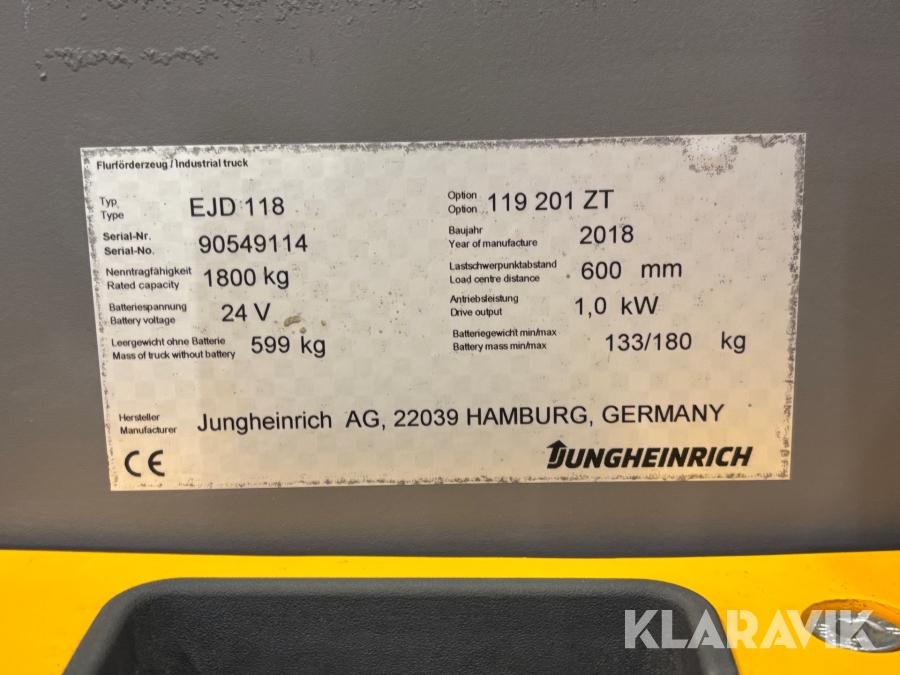 Flurförderzeug / Industrial truck
Typ
Type
EJD 118
Option
Option
119 201 ZT
Serial-Nr.
Serial-No.
90549114
Baujahr
Year of manufacture
2018
Nenntragfähigkeit
Rated capacity
1800 kg
Lastschwerpunktabstand
Load centre distance
600 mm
Batteriespannung
Battery voltage
24 V
Antriebsleistung
Drive output
1,0 kW
Leergewicht ohne Batterie
Mass of truck without battery
599 kg
Batteriegewicht min/max
Battery mass min/max
133/180 kg
Hersteller
Manufacturer
Jungheinrich AG, 22039 HAMBURG, GERMANY
CE
JUNGHEINRICH
KLARAVIK